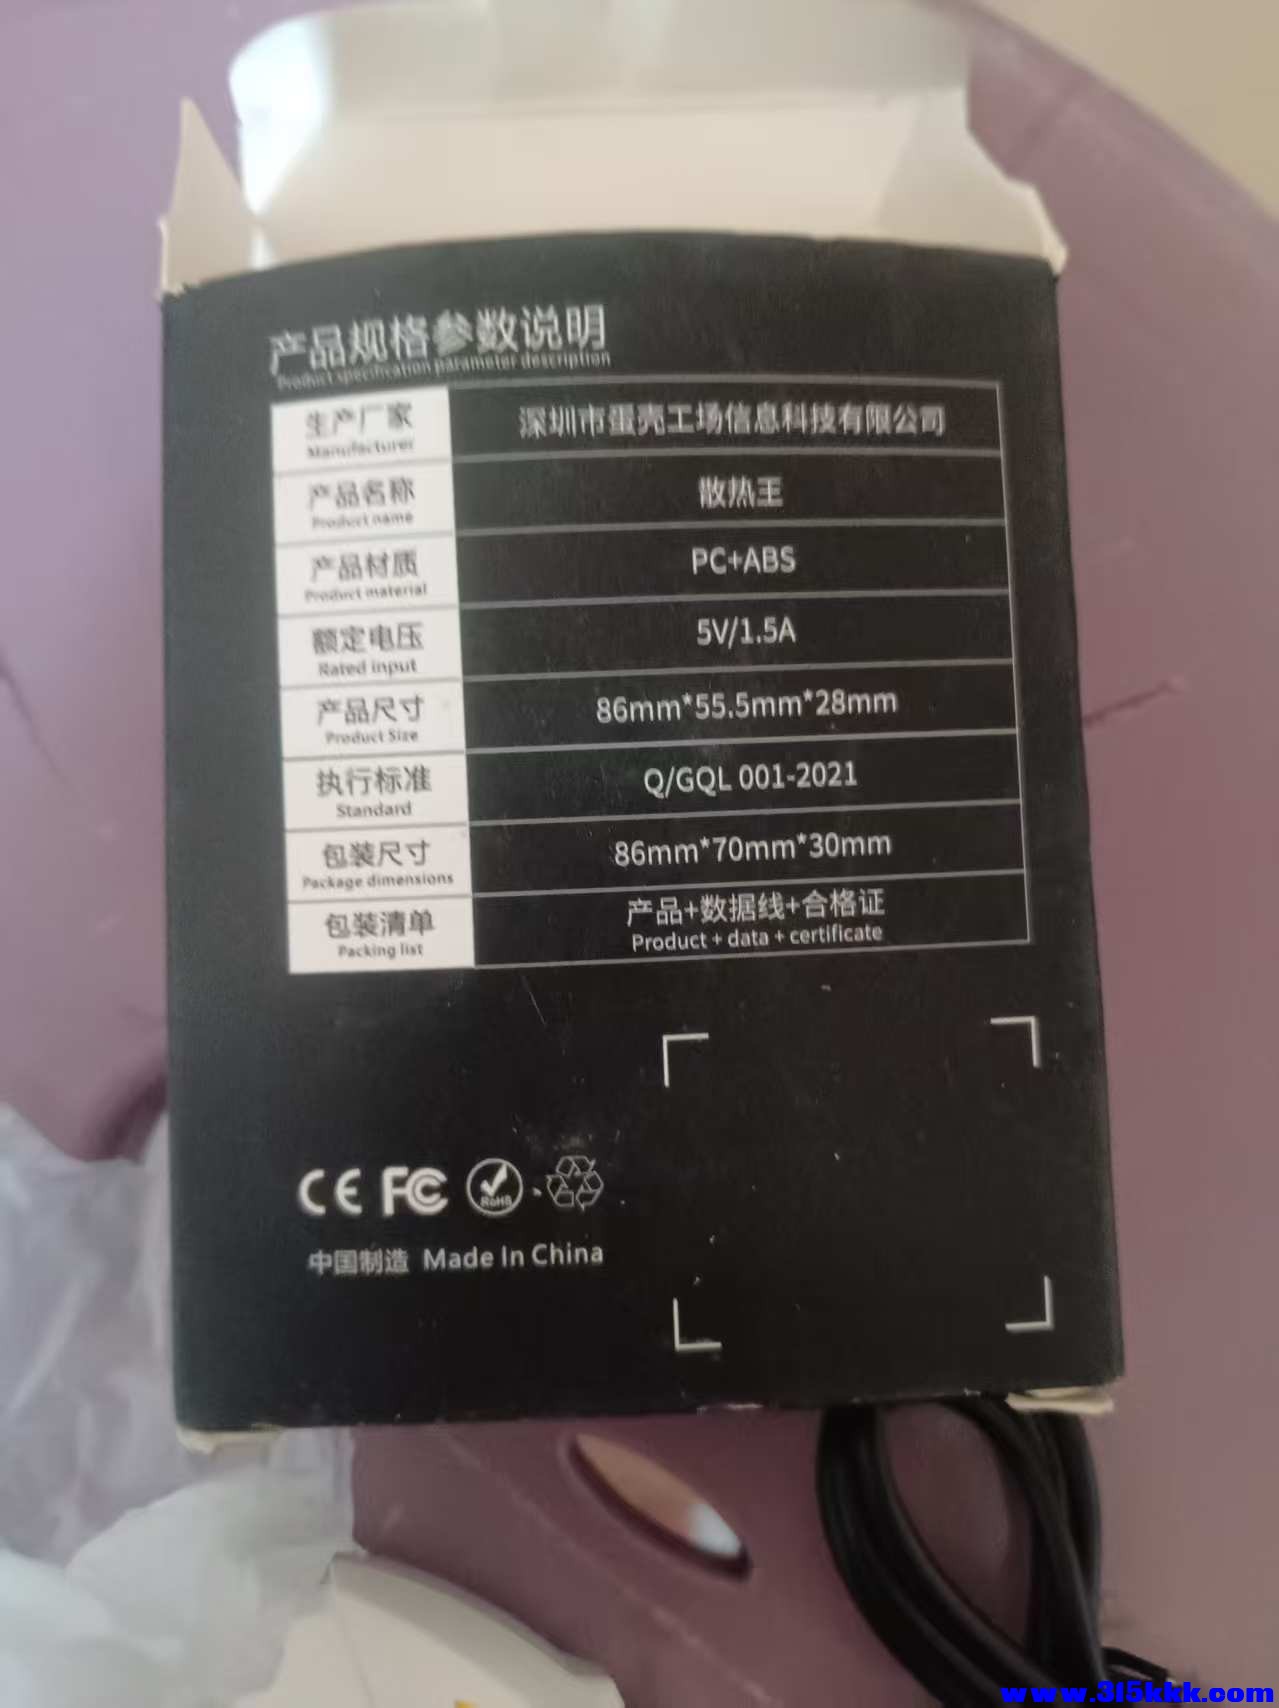 产品规格参数说明
Product specification parameter description
生产厂家
Manufacturer
深圳市蛋壳工场信息科技有限公司
产品名称
Product name
散热王
产品材质
Product material
PC+ABS
额定电压
Rated input
5V/1.5A
产品尺寸
Product Size
86mm*55.5mm*28mm
执行标准
Standard
Q/GQL 001-2021
包装尺寸
Package dimensions
86mm*70mm*30mm
包装清单
Packing list
产品+数据线+合格证
Product + data + certificate
CE FC RoHS
中国制造 Made In China
www.315kkk.com